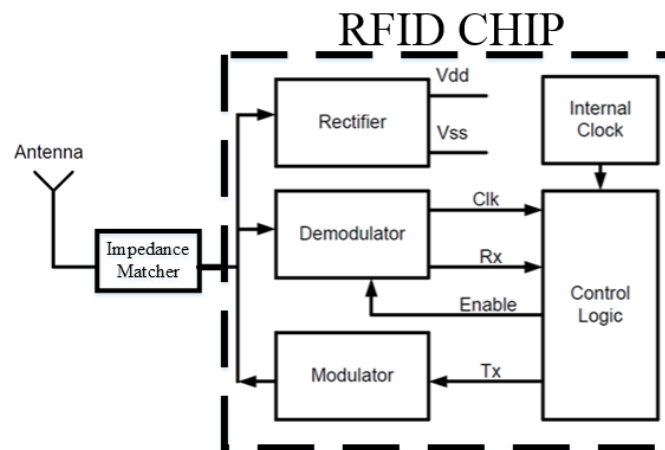 RFID CHIP
Vdd
Rectifier
Vss
Internal
Clock
Antenna
Impedance
Matcher
Demodulator
Clk
Rx
Enable
Control
Logic
Modulator
Tx